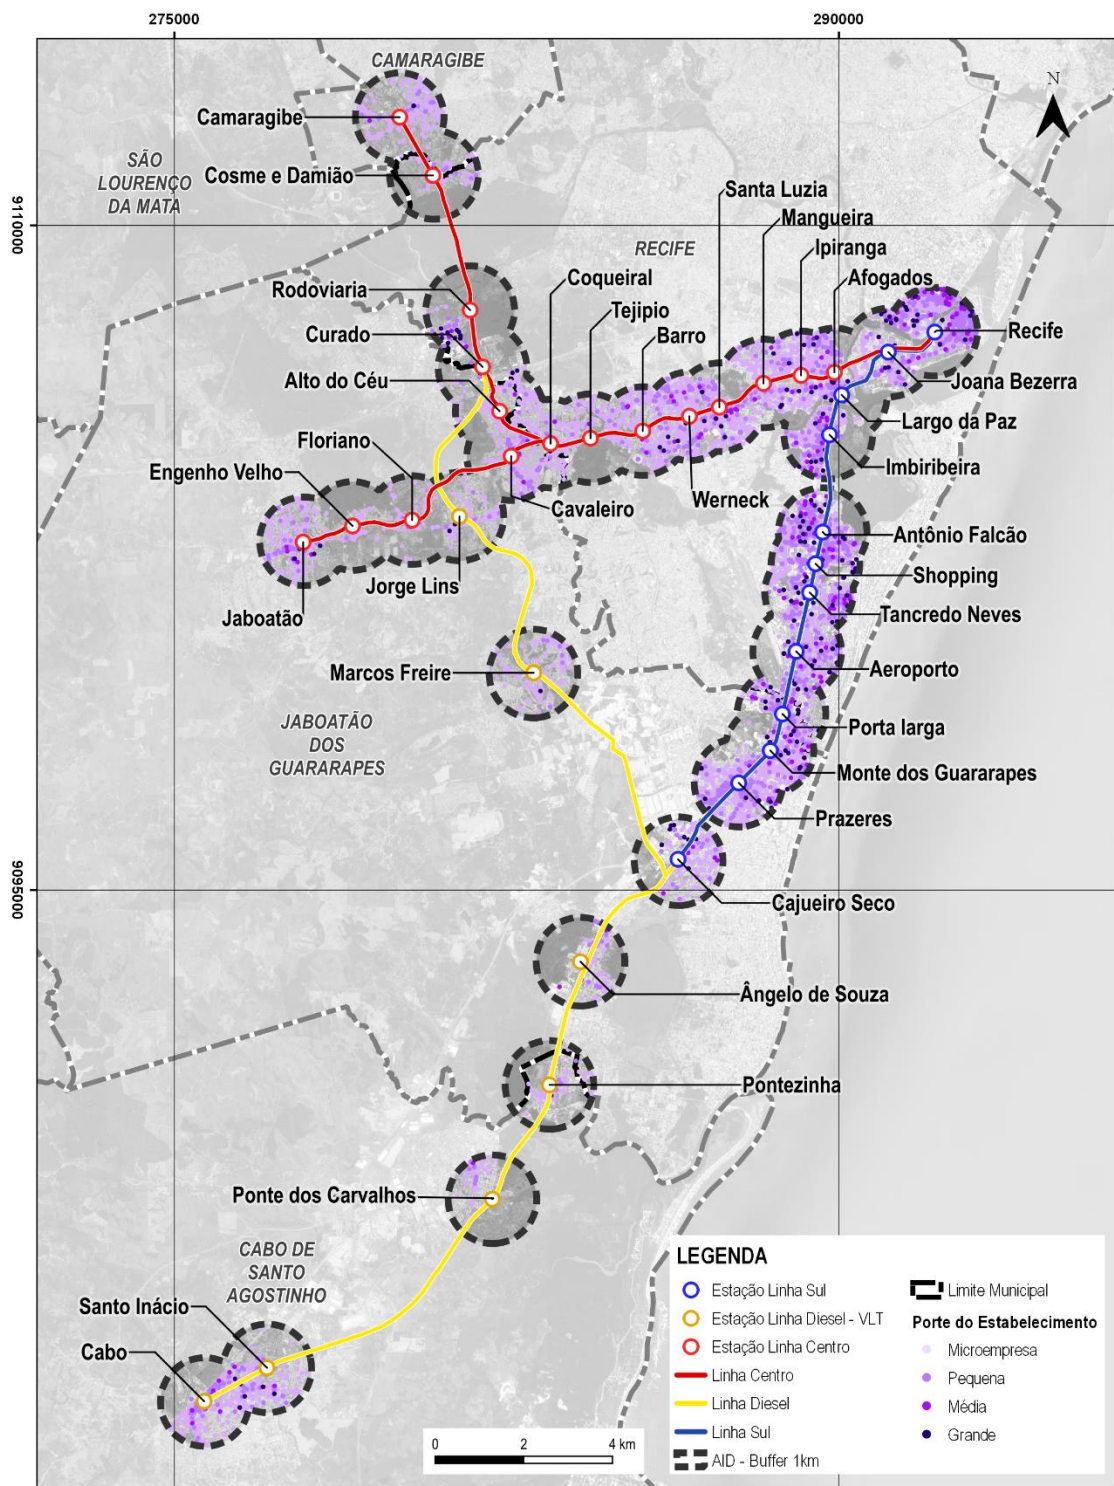 275000
290000
CAMARAGIBE
N
Camaragibe
SÃO
LOURENÇO
DA MATA
Cosme e Damião
Santa Luzia
9110000
Mangueira
RECIFE
Ipiranga
Coqueiral
Afogados
Rodoviaria
Tejipio
Curado
Barro
Recife
Alto do Céu
Joana Bezerra
Largo da Paz
Floriano
Engenho Velho
Imbiribeira
Werneck
Cavaleiro
Antônio Falcão
Shopping
Jorge Lins
Jaboatão
Tancredo Neves
Marcos Freire
Aeroporto
JABOATÃO
DOS
GUARARAPES
Porta larga
Monte dos Guararapes
Prazeres
9095000
Cajueiro Seco
Ângelo de Souza
Pontezinha
Ponte dos Carvalhos
CABO DE
SANTO
AGOSTINHO
Santo Inácio
Cabo
LEGENDA
Estação Linha Sul
Estação Linha Diesel - VLT
Estação Linha Centro
Linha Centro
Linha Diesel
Linha Sul
AID - Buffer 1km
Limite Municipal
Porte do Estabelecimento
Microempresa
Pequena
Média
Grande
0 2 4 km